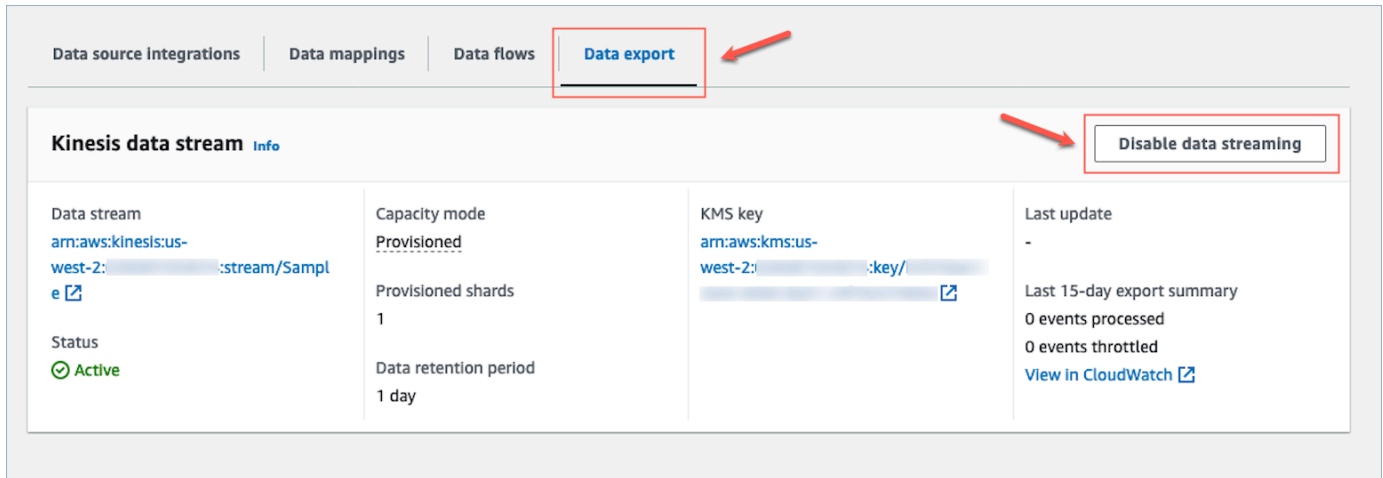 Data source integrations
Data mappings
Data flows
Data export
Kinesis data stream Info
Disable data streaming
Data stream
arn:aws:kinesis:us-
west-2: :stream/Sampl
e
Status
Active
Capacity mode
Provisioned
Provisioned shards
1
Data retention period
1 day
KMS key
arn:aws:kms:us-
west-2: :key/
Last update
-
Last 15-day export summary
0 events processed
0 events throttled
View in CloudWatch